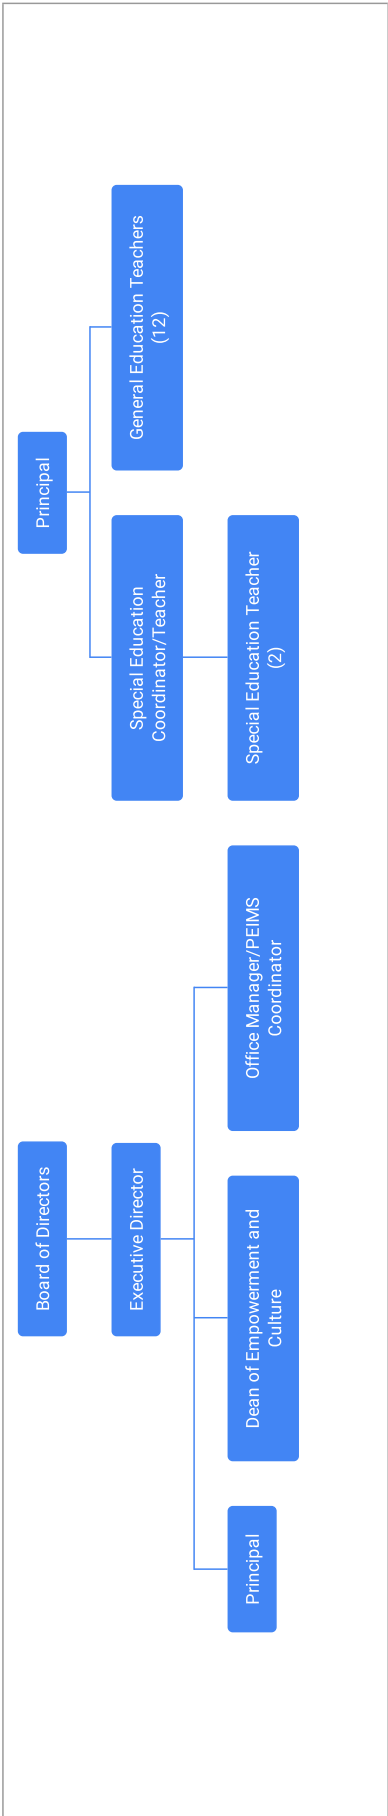 Board of Directors
Executive Director
Principal
Dean of Empowerment and
Culture
Office Manager/PEIMS
Coordinator
Principal
Special Education
Coordinator/Teacher
Special Education Teacher
(2)
General Education Teachers
(12)